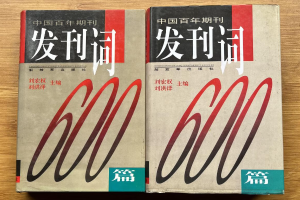 中国百年期刊
发刊词
600
刘宏权
刘洪泽
主编
篇
中国百年期刊
发刊词
600
刘宏权
刘洪泽
主编
篇